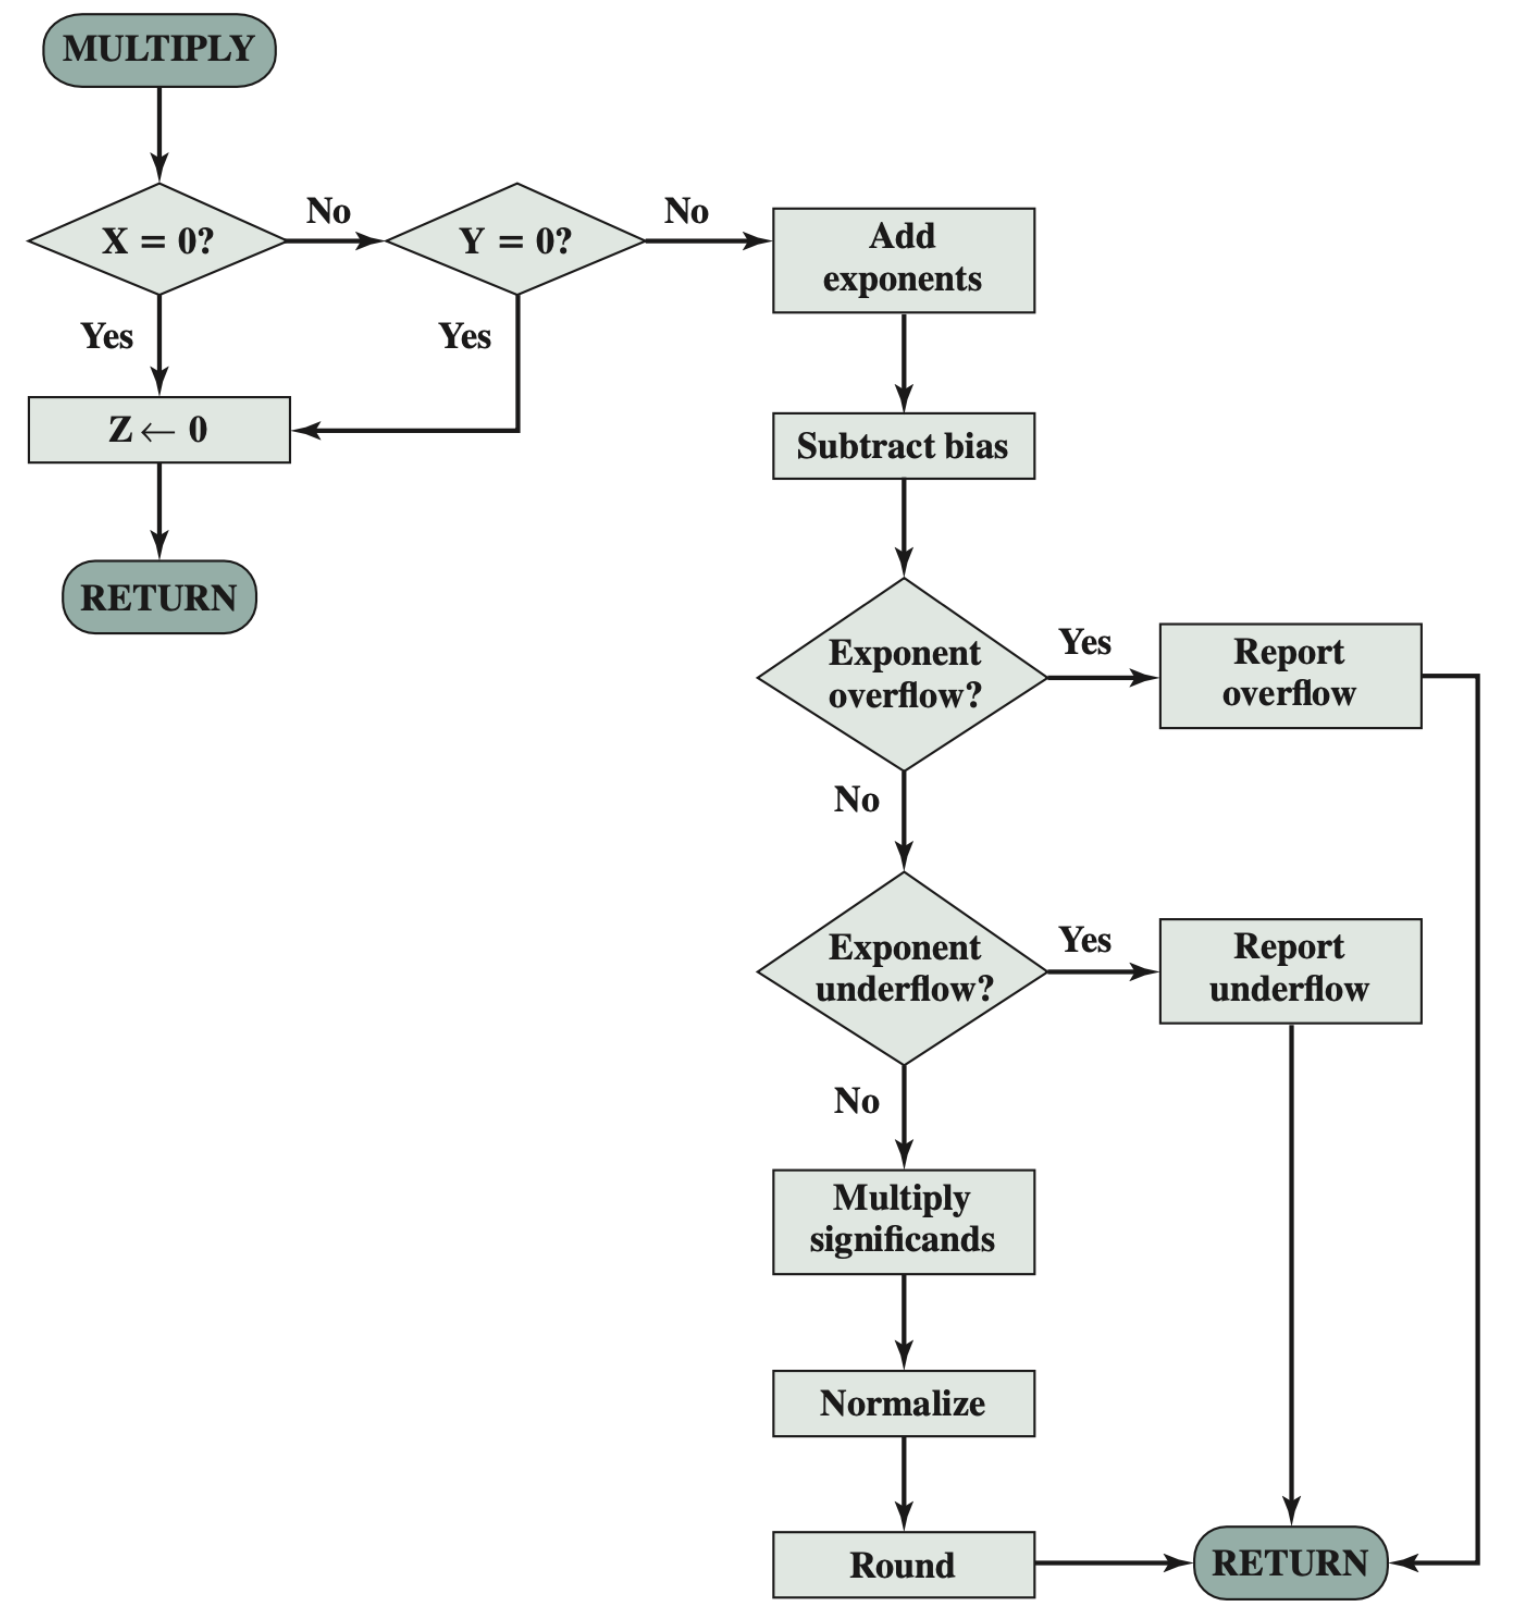 MULTIPLY
X = 0?
No
Y = 0?
No
Add
exponents
Yes
Yes
Z ← 0
Subtract bias
RETURN
Exponent
overflow?
Yes
Report
overflow
No
Exponent
underflow?
Yes
Report
underflow
No
Multiply
significands
Normalize
Round
RETURN